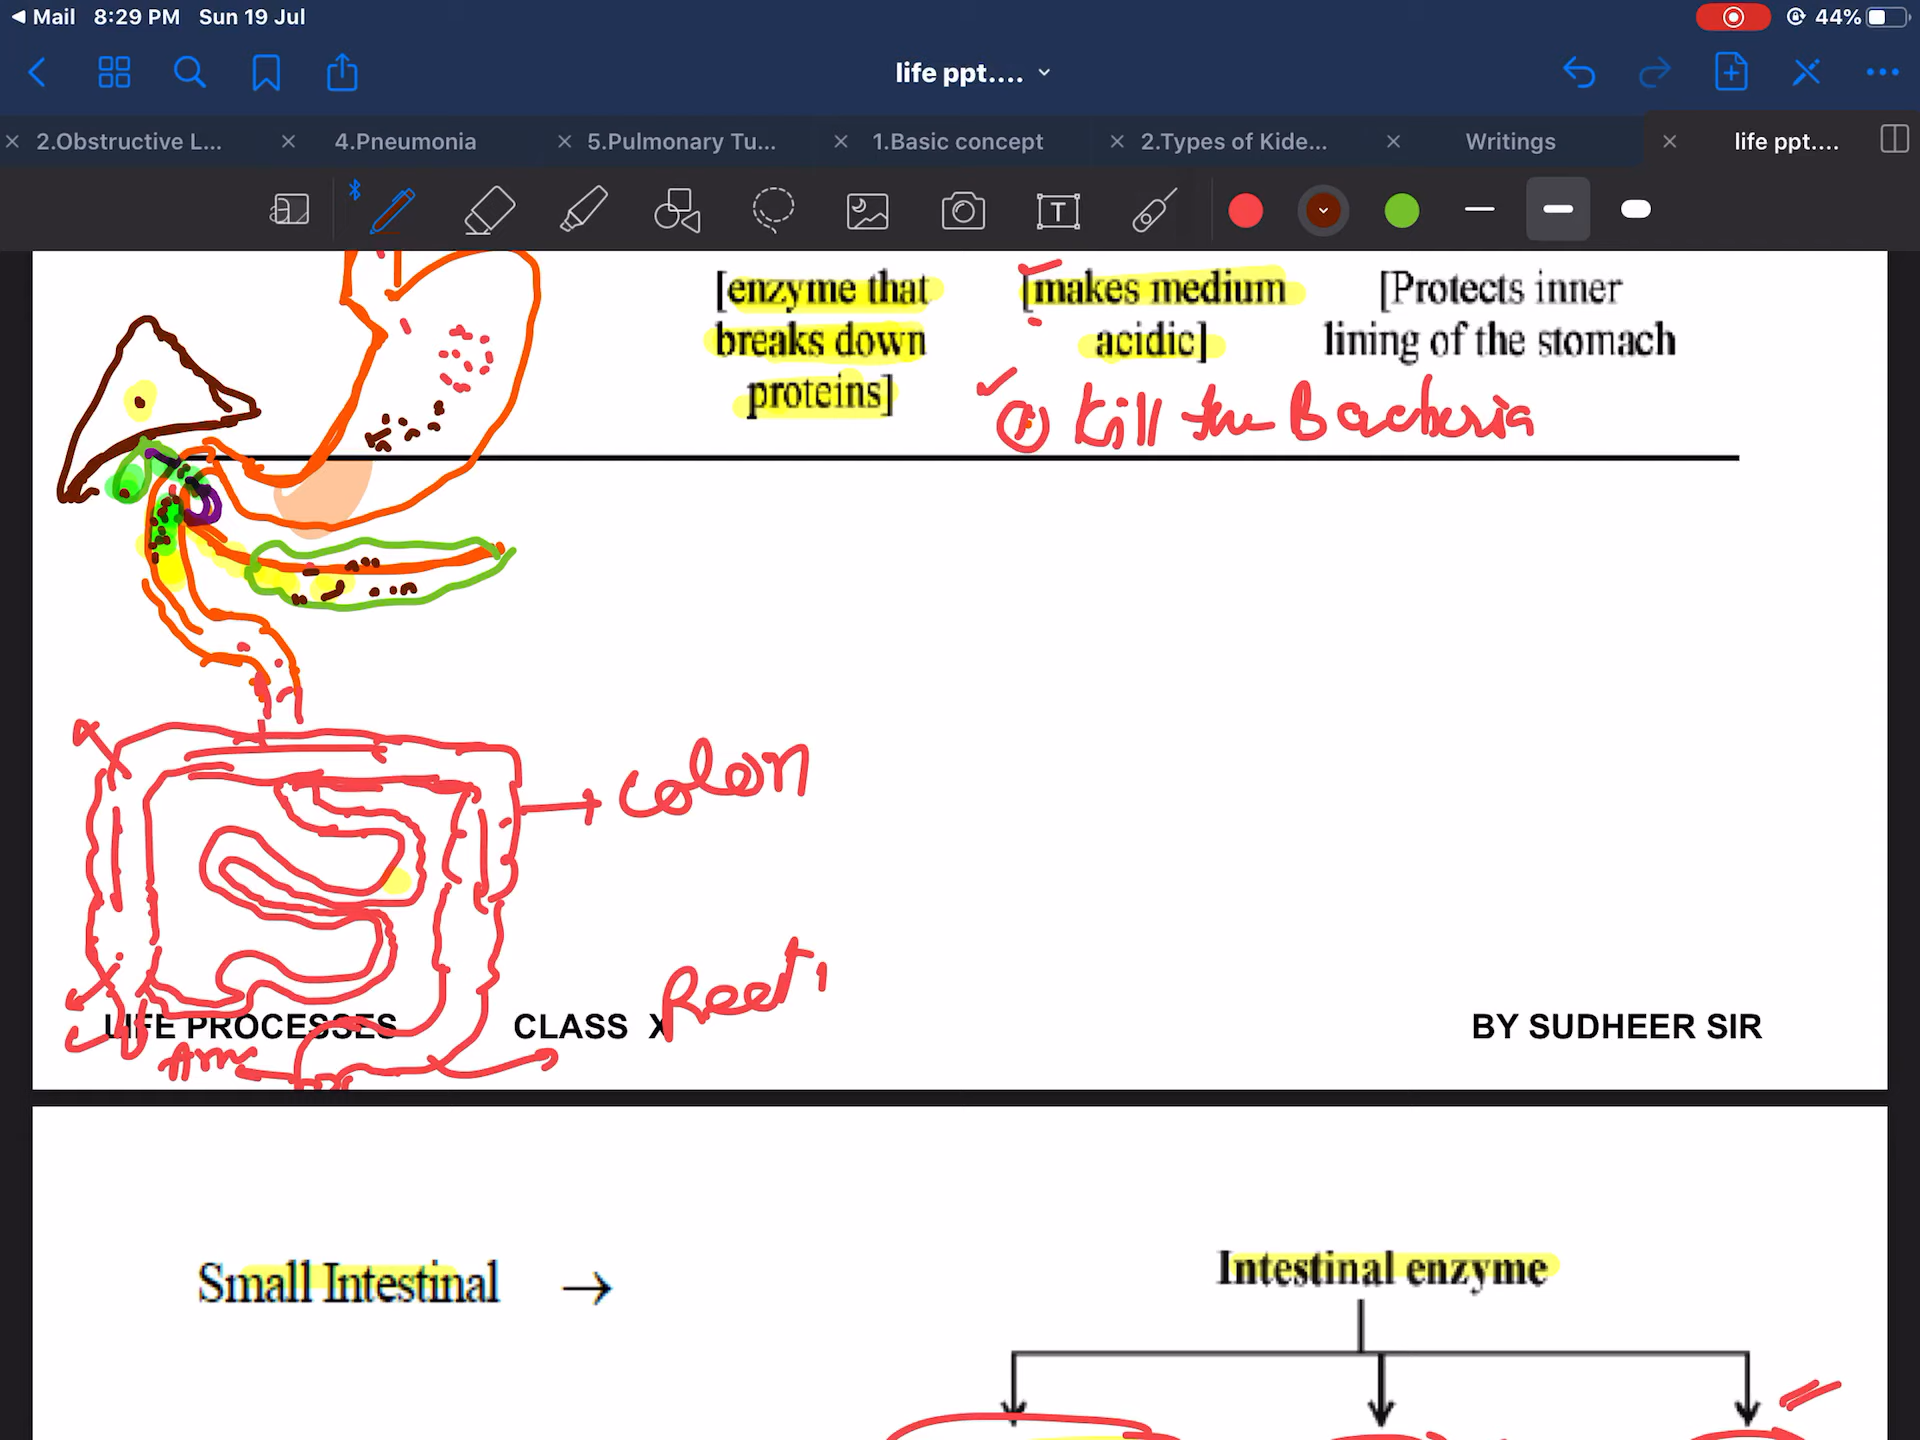 Mail 8:29 PM Sun 19 Jul 44%
life ppt....
2.Obstructive L... 4.Pneumonia 5.Pulmonary Tu... 1.Basic concept 2.Types of Kide... Writings life ppt....
[enzyme that [makes medium [Protects inner
breaks down acidic] lining of the stomach
proteins]
Kill the Bacteria
Colon
LIFE PROCESSES CLASS X BY SUDHEER SIR
Small Intestinal →
Intestinal enzyme